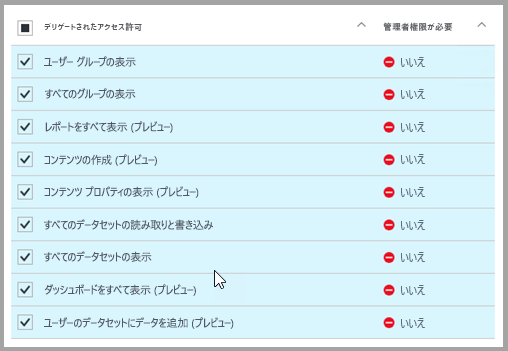 デリゲートされたアクセス許可 管理者権限が必要
ユーザー グループの表示 いいえ
すべてのグループの表示 いいえ
レポートをすべて表示 (プレビュー) いいえ
コンテンツの作成 (プレビュー) いいえ
コンテンツ プロパティの表示 (プレビュー) いいえ
すべてのデータセットの読み取りと書き込み いいえ
すべてのデータセットの表示 いいえ
ダッシュボードをすべて表示 (プレビュー) いいえ
ユーザーのデータセットにデータを追加 (プレビュー) いいえ